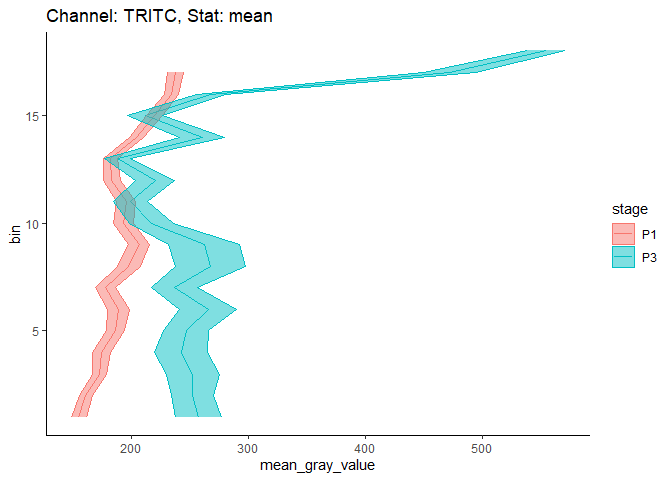 Channel: TRITC, Stat: mean
15
10
5
bin
200
300
400
500
mean_gray_value
stage
P1
P3